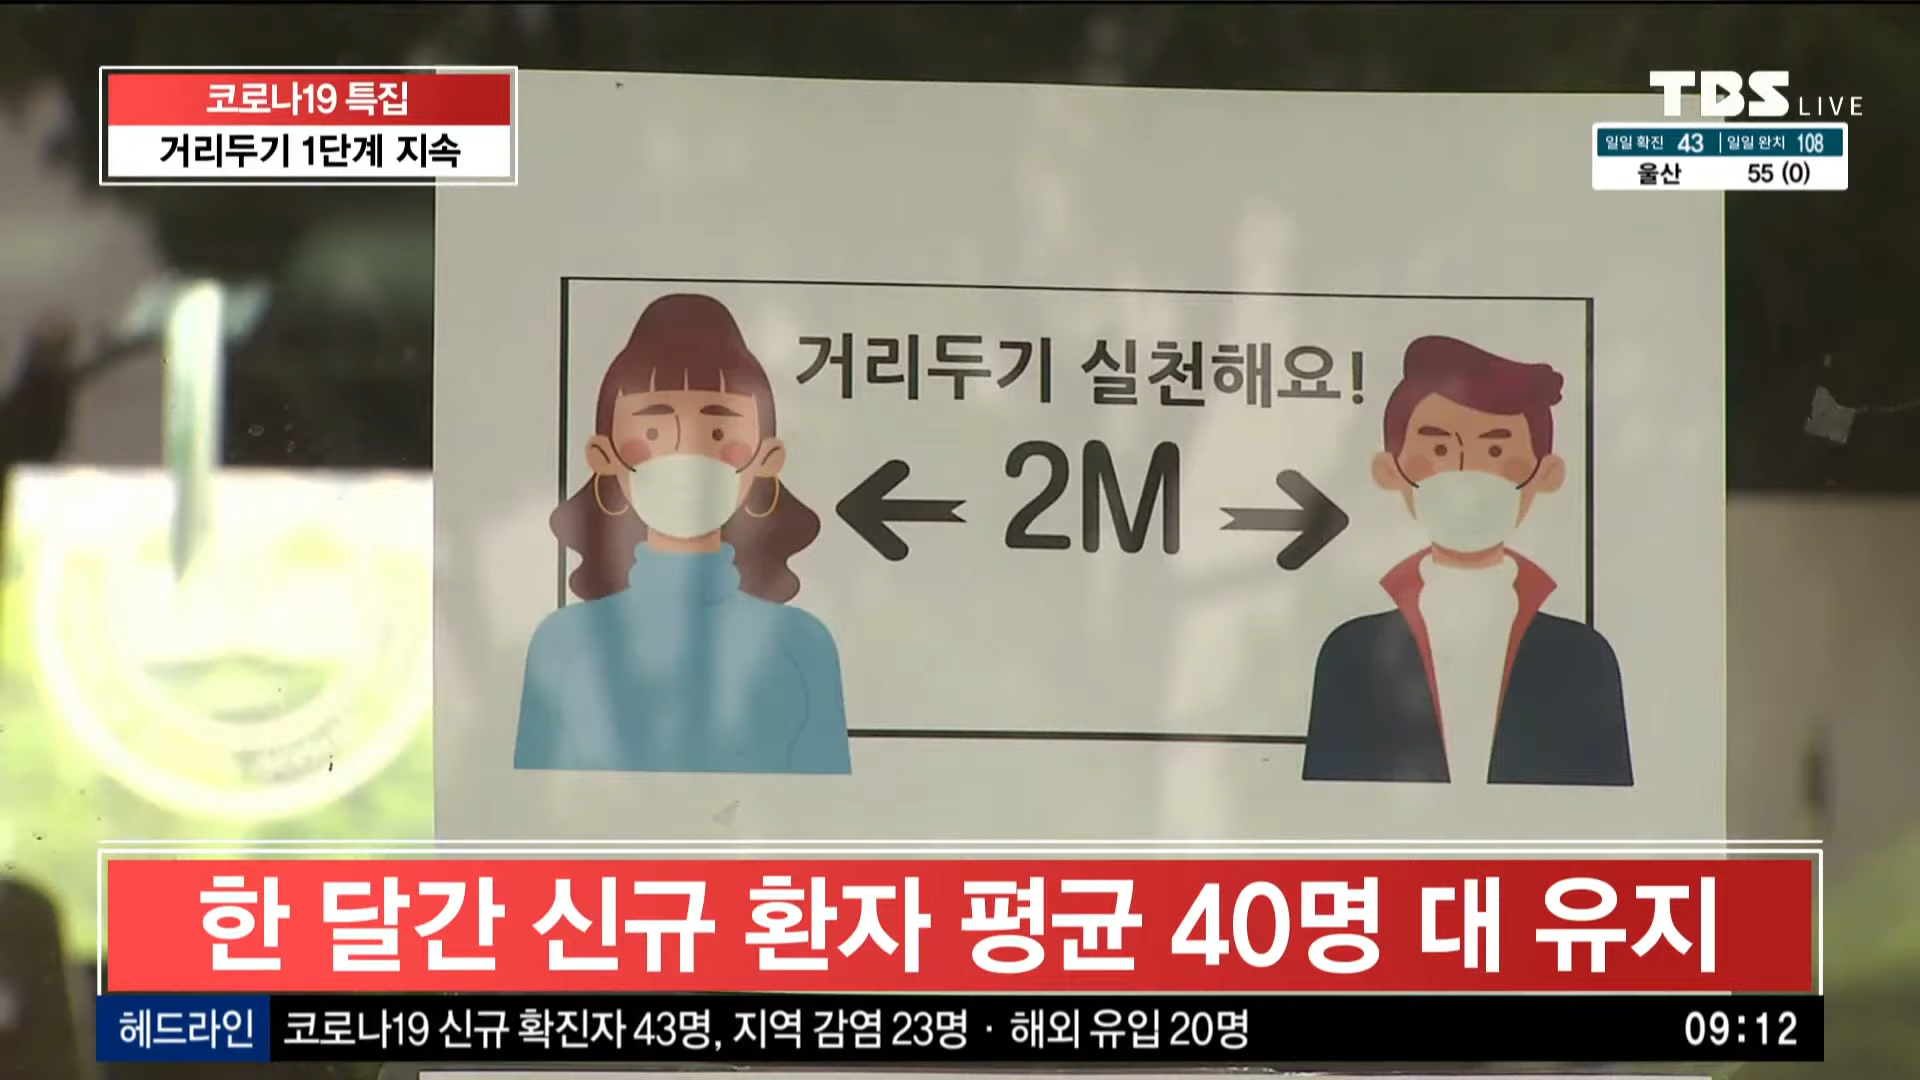 코로나19 특집
거리두기 1단계 지속
TBS LIVE
일일 확진 43 일일 완치 108
울산 55 (0)
거리두기 실천해요!
2M
한 달간 신규 환자 평균 40명 대 유지
헤드라인 코로나19 신규 확진자 43명, 지역 감염 23명 · 해외 유입 20명 09:12